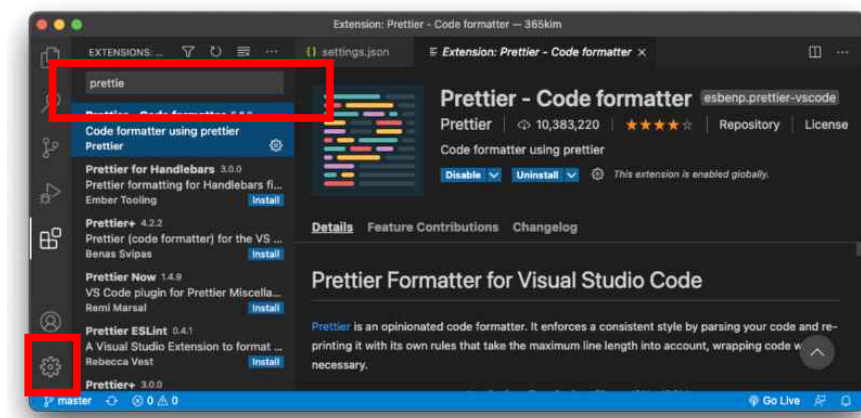 Extension: Prettier - Code formatter — 365kim
EXTENSIONS: ...
{} settings.json
Extension: Prettier - Code formatter ×
prettie
Code formatter using prettier
Prettier
Prettier for Handlebars 3.0.0
Prettier formatting for Handlebars fi...
Ember Tooling Install
Prettier+ 4.2.2
Prettier (code formatter) for the VS ...
Benas Svipas Install
Prettier Now 1.4.9
VS Code plugin for Prettier Miscella...
Remi Marsal Install
Prettier ESLint 0.4.1
A Visual Studio Extension to format ...
Rebecca Vest Install
Prettier+ 3.0.0
Prettier - Code formatter esbenp.prettier-vscode
Prettier 10,383,220 Repository License
Code formatter using prettier
Disable Uninstall This extension is enabled globally.
Details Feature Contributions Changelog
Prettier Formatter for Visual Studio Code
Prettier is an opinionated code formatter. It enforces a consistent style by parsing your code and re-
printing it with its own rules that take the maximum line length into account, wrapping code w
necessary.
master 0 0 Go Live